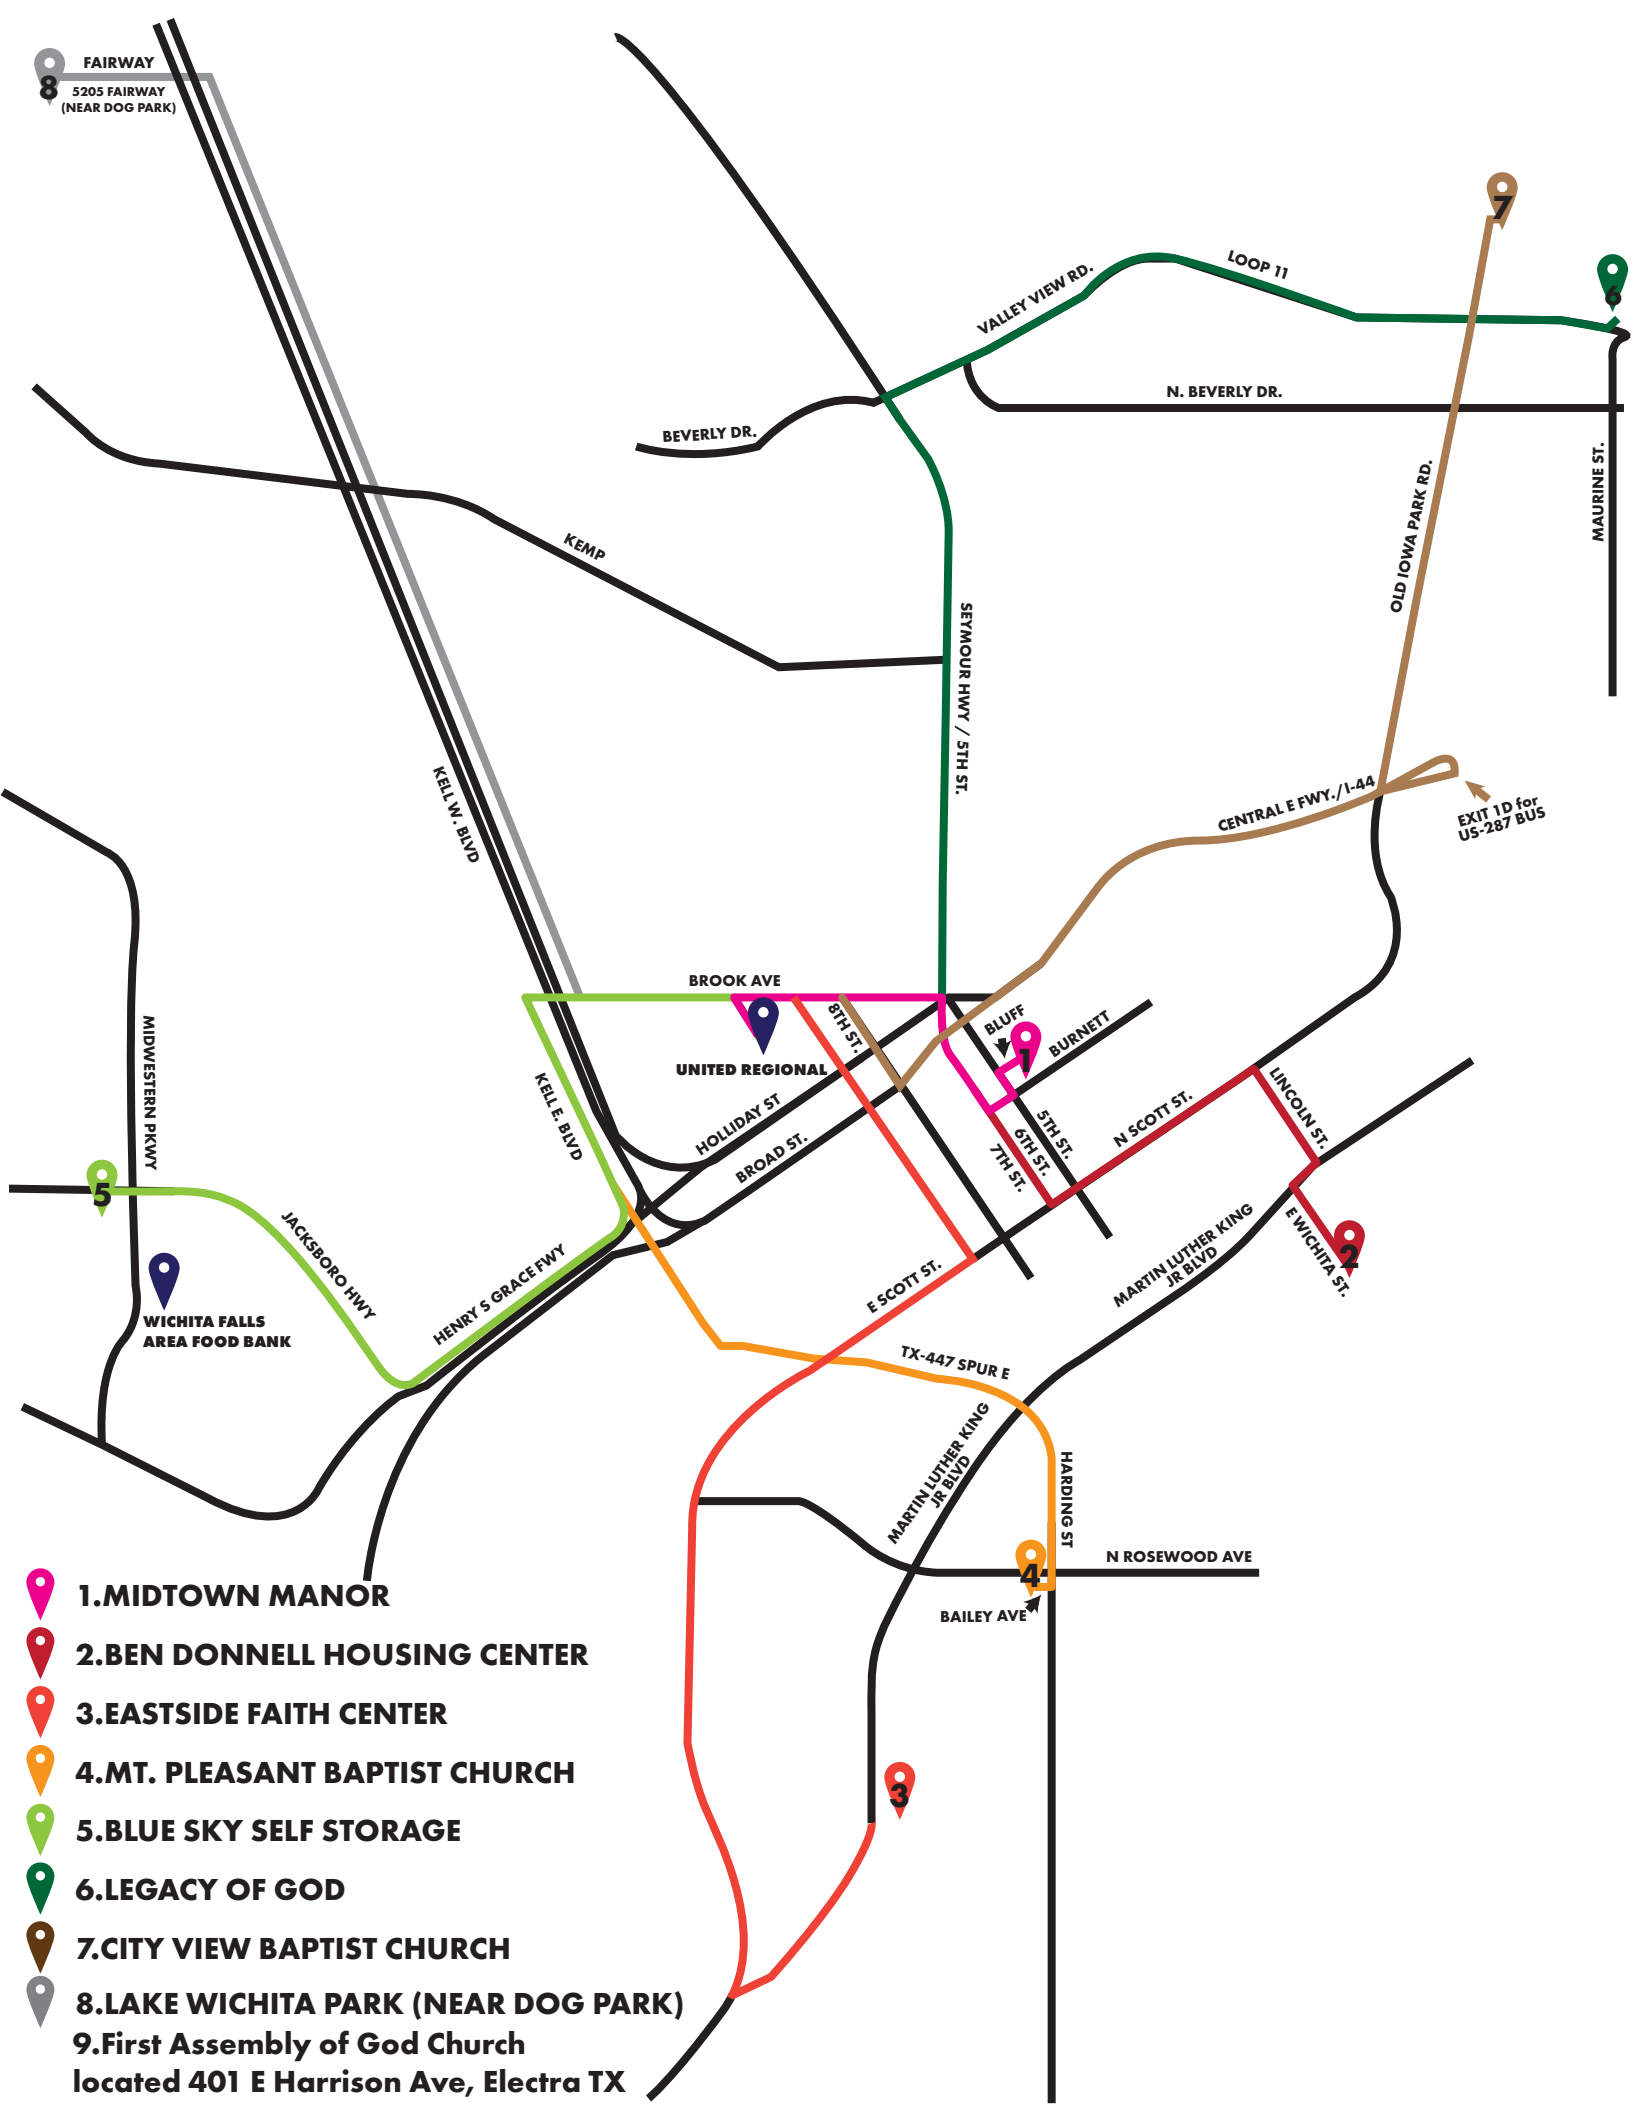 FAIRWAY
8
5205 FAIRWAY
(NEAR DOG PARK)
7
LOOP 11
VALLEY VIEW RD.
6
N. BEVERLY DR.
BEVERLY DR.
MAURINE ST.
OLD IOWA PARK RD.
KEMP
SEYMOUR HWY / 5TH ST.
KELL W. BLVD
CENTRAL E FWY./I-44
EXIT 1D for
US-287 BUS
BROOK AVE
8TH ST.
BLUFF
BURNETT
1
UNITED REGIONAL
MIDWESTERN PKWY
KELL E. BLVD
HOLLIDAY ST
BROAD ST.
5TH ST.
6TH ST.
7TH ST.
N SCOTT ST.
LINCOLN ST.
5
JACKSBORO HWY
HENRY S GRACE FWY
E SCOTT ST.
MARTIN LUTHER KING
JR BLVD
E WICHITA ST.
2
WICHITA FALLS
AREA FOOD BANK
TX-447 SPUR E
MARTIN LUTHER KING
JR BLVD
HARDING ST
N ROSEWOOD AVE
4
BAILEY AVE
3
1.MIDTOWN MANOR
2.BEN DONNELL HOUSING CENTER
3.EASTSIDE FAITH CENTER
4.MT. PLEASANT BAPTIST CHURCH
5.BLUE SKY SELF STORAGE
6.LEGACY OF GOD
7.CITY VIEW BAPTIST CHURCH
8.LAKE WICHITA PARK (NEAR DOG PARK)
9.First Assembly of God Church
located 401 E Harrison Ave, Electra TX